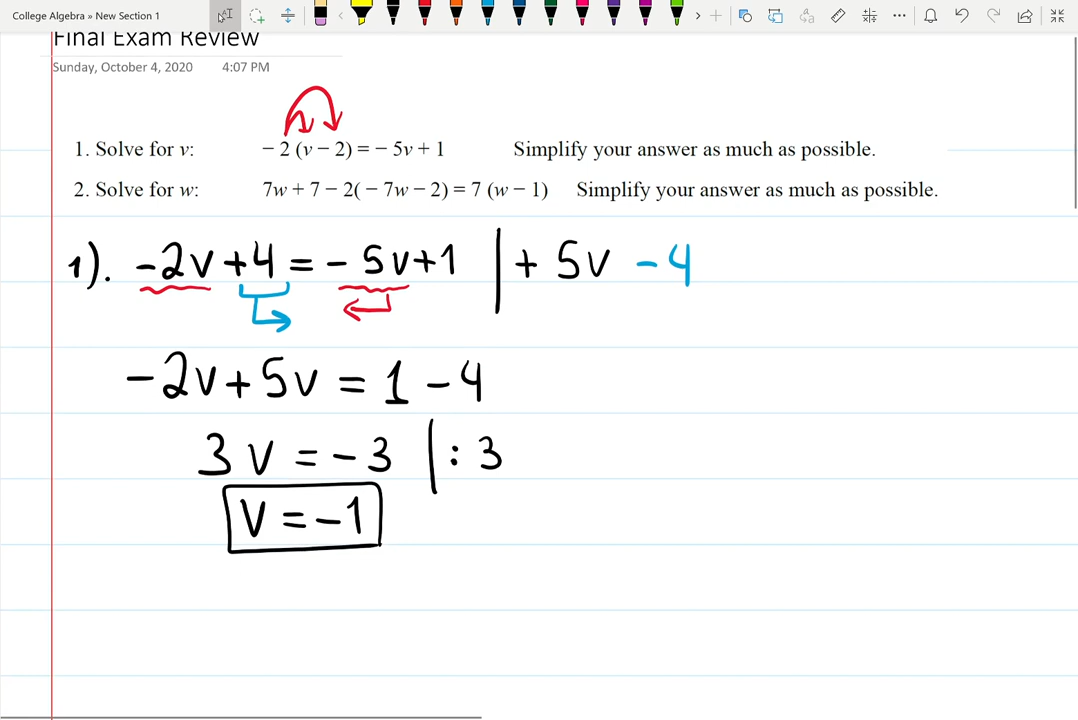 College Algebra » New Section 1
Final Exam Review
Sunday, October 4, 2020 4:07 PM
1. Solve for v: − 2 (v − 2) = − 5v + 1 Simplify your answer as much as possible.
2. Solve for w: 7w + 7 − 2( − 7w − 2) = 7 (w − 1) Simplify your answer as much as possible.
1). -2v+4 = - 5v+1 | + 5v - 4
-2v+5v = 1 - 4
3v = -3 | : 3
v = -1